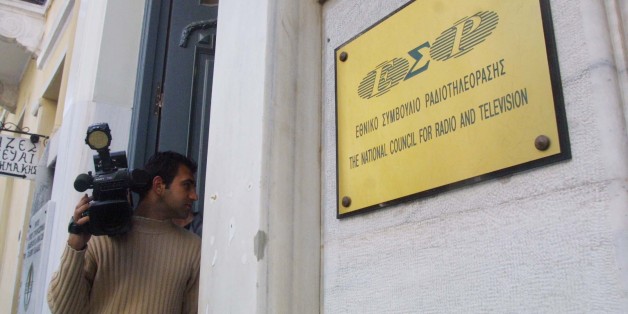 ΕΣΡ
ΕΘΝΙΚΟ ΣΥΜΒΟΥΛΙΟ ΡΑΔΙΟΤΗΛΕΟΡΑΣΗΣ
THE NATIONAL COUNCIL FOR RADIO AND TELEVISION